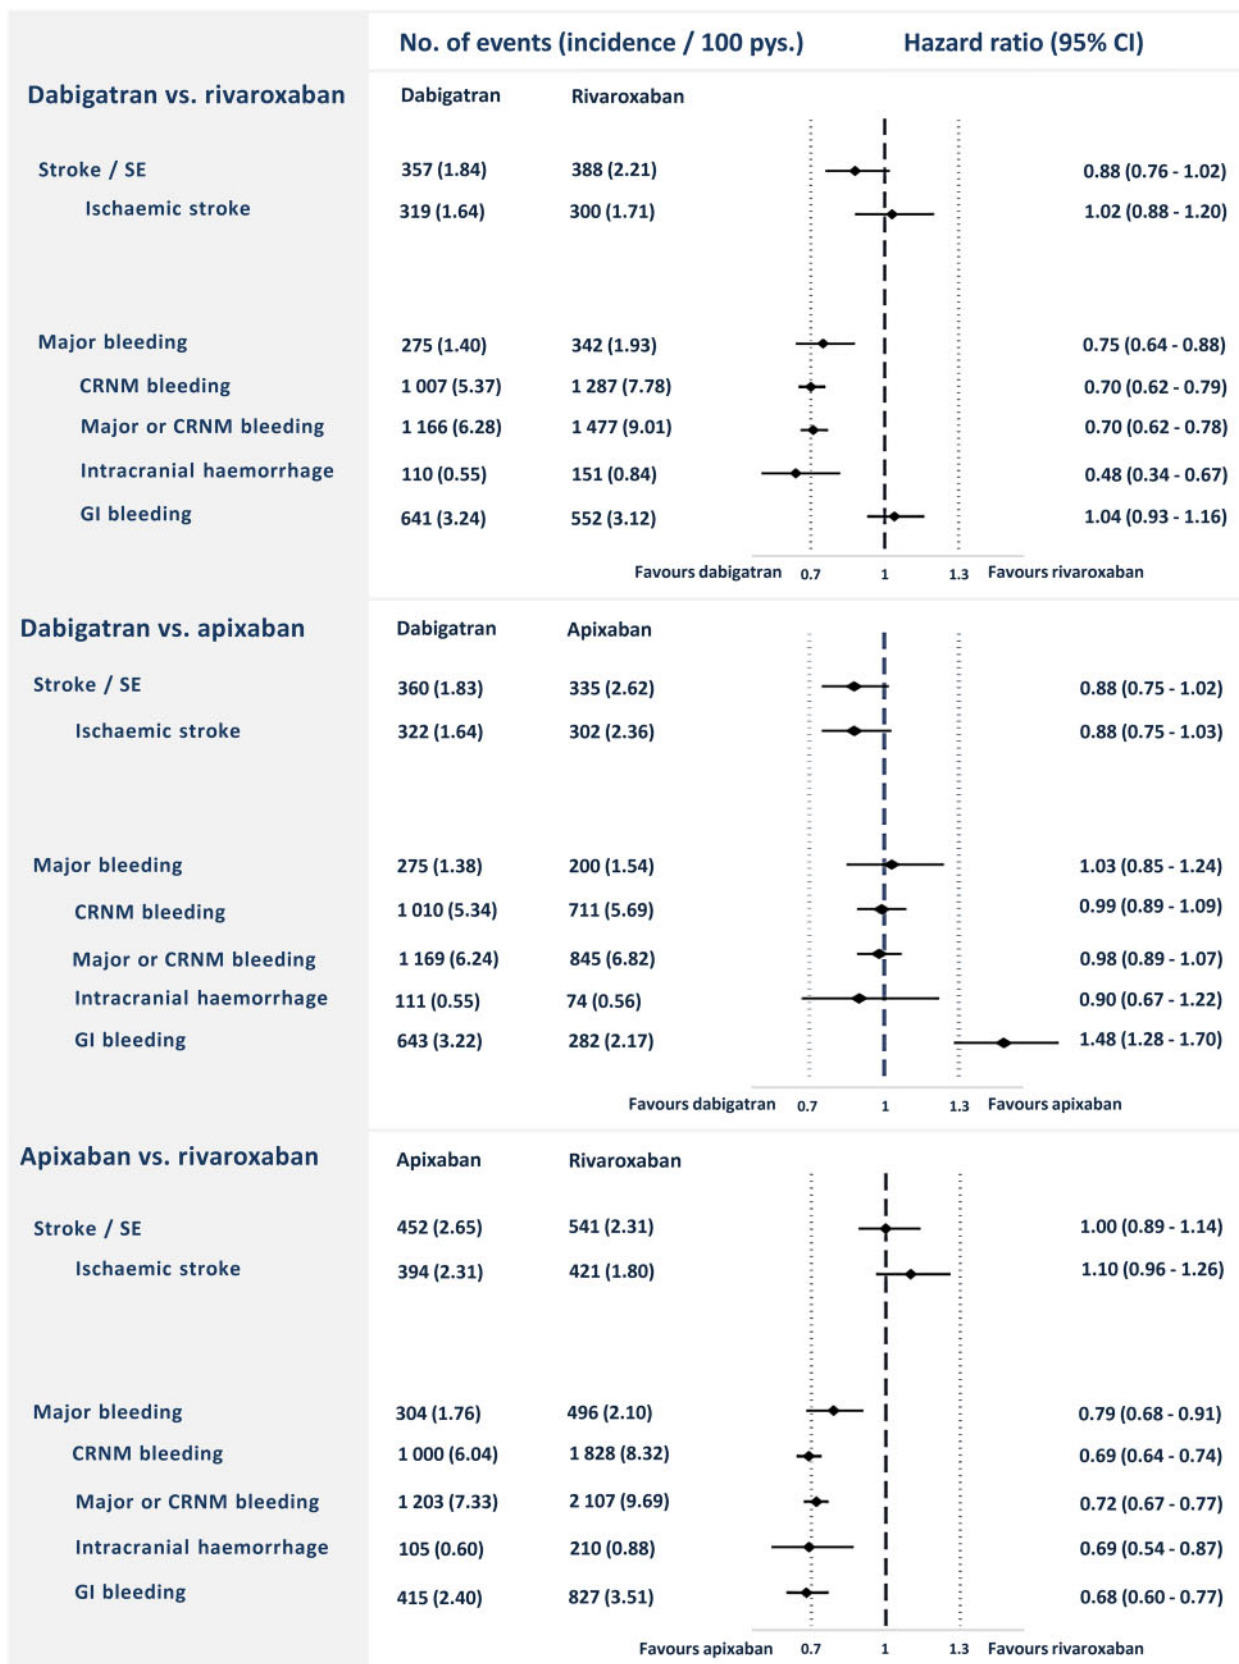 No. of events (incidence / 100 pys.) Hazard ratio (95% CI)
Dabigatran vs. rivaroxaban Dabigatran Rivaroxaban
Stroke / SE 357 (1.84) 388 (2.21) 0.88 (0.76 - 1.02)
Ischaemic stroke 319 (1.64) 300 (1.71) 1.02 (0.88 - 1.20)
Major bleeding 275 (1.40) 342 (1.93) 0.75 (0.64 - 0.88)
CRNM bleeding 1 007 (5.37) 1 287 (7.78) 0.70 (0.62 - 0.79)
Major or CRNM bleeding 1 166 (6.28) 1 477 (9.01) 0.70 (0.62 - 0.78)
Intracranial haemorrhage 110 (0.55) 151 (0.84) 0.48 (0.34 - 0.67)
GI bleeding 641 (3.24) 552 (3.12) 1.04 (0.93 - 1.16)
Favours dabigatran 0.7 1 1.3 Favours rivaroxaban
Dabigatran vs. apixaban Dabigatran Apixaban
Stroke / SE 360 (1.83) 335 (2.62) 0.88 (0.75 - 1.02)
Ischaemic stroke 322 (1.64) 302 (2.36) 0.88 (0.75 - 1.03)
Major bleeding 275 (1.38) 200 (1.54) 1.03 (0.85 - 1.24)
CRNM bleeding 1 010 (5.34) 711 (5.69) 0.99 (0.89 - 1.09)
Major or CRNM bleeding 1 169 (6.24) 845 (6.82) 0.98 (0.89 - 1.07)
Intracranial haemorrhage 111 (0.55) 74 (0.56) 0.90 (0.67 - 1.22)
GI bleeding 643 (3.22) 282 (2.17) 1.48 (1.28 - 1.70)
Favours dabigatran 0.7 1 1.3 Favours apixaban
Apixaban vs. rivaroxaban Apixaban Rivaroxaban
Stroke / SE 452 (2.65) 541 (2.31) 1.00 (0.89 - 1.14)
Ischaemic stroke 394 (2.31) 421 (1.80) 1.10 (0.96 - 1.26)
Major bleeding 304 (1.76) 496 (2.10) 0.79 (0.68 - 0.91)
CRNM bleeding 1 000 (6.04) 1 828 (8.32) 0.69 (0.64 - 0.74)
Major or CRNM bleeding 1 203 (7.33) 2 107 (9.69) 0.72 (0.67 - 0.77)
Intracranial haemorrhage 105 (0.60) 210 (0.88) 0.69 (0.54 - 0.87)
GI bleeding 415 (2.40) 827 (3.51) 0.68 (0.60 - 0.77)
Favours apixaban 0.7 1 1.3 Favours rivaroxaban